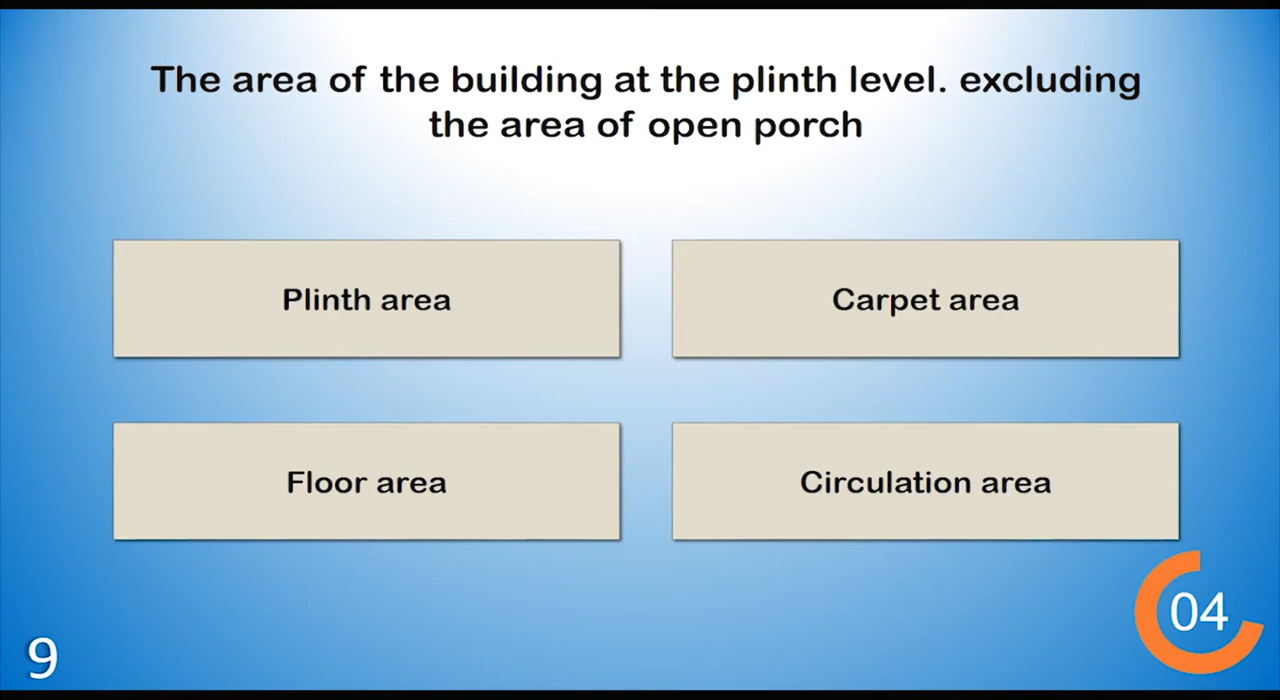 The area of the building at the plinth level. excluding
the area of open porch
Plinth area
Carpet area
Floor area
Circulation area
04
9